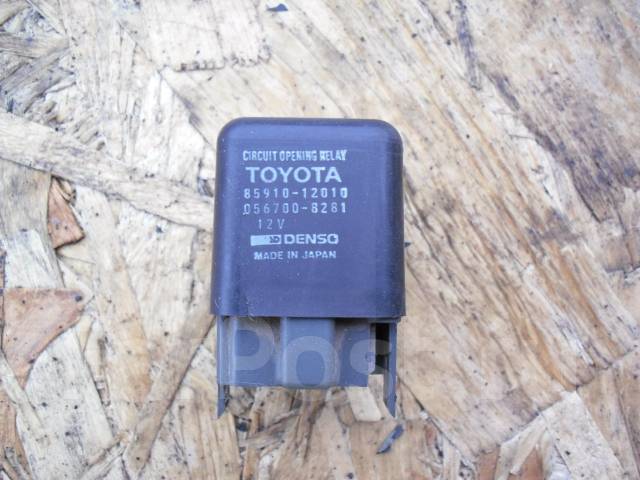 CIRCUIT OPENING RELAY
TOYOTA
85910-12010
056700-8281
12V
DENSO
MADE IN JAPAN